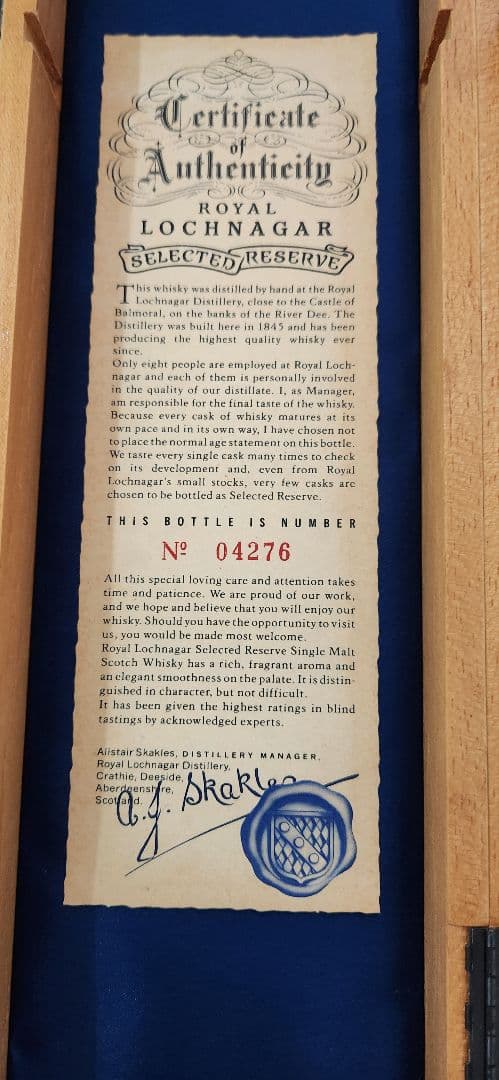 Certificate
of
Authenticity
ROYAL
LOCHNAGAR
SELECTED RESERVE
This whisky was distilled by hand at the Royal
Lochnagar Distillery, close to the Castle of
Balmoral, on the banks of the River Dee. The
Distillery was built here in 1845 and has been
producing the highest quality whisky ever
since.
Only eight people are employed at Royal Loch-
nagar and each of them is personally involved
in the quality of our distillate. I, as Manager,
am responsible for the final taste of the whisky.
Because every cask of whisky matures at its
own pace and in its own way, I have chosen not
to place the normal age statement on this bottle.
We taste every single cask many times to check
on its development and, even from Royal
Lochnagar's small stocks, very few casks are
chosen to be bottled as Selected Reserve.
THIS BOTTLE IS NUMBER
Nº 04276
All this special loving care and attention takes
time and patience. We are proud of our work,
and we hope and believe that you will enjoy our
whisky. Should you have the opportunity to visit
us, you would be made most welcome.
Royal Lochnagar Selected Reserve Single Malt
Scotch Whisky has a rich, fragrant aroma and
an elegant smoothness on the palate. It is distin-
guished in character, but not difficult.
It has been given the highest ratings in blind
tastings by acknowledged experts.
Alistair Skakles, DISTILLERY MANAGER,
Royal Lochnagar Distillery,
Crathie, Deeside,
Aberdeenshire,
Scotland.
A.J. Skakles